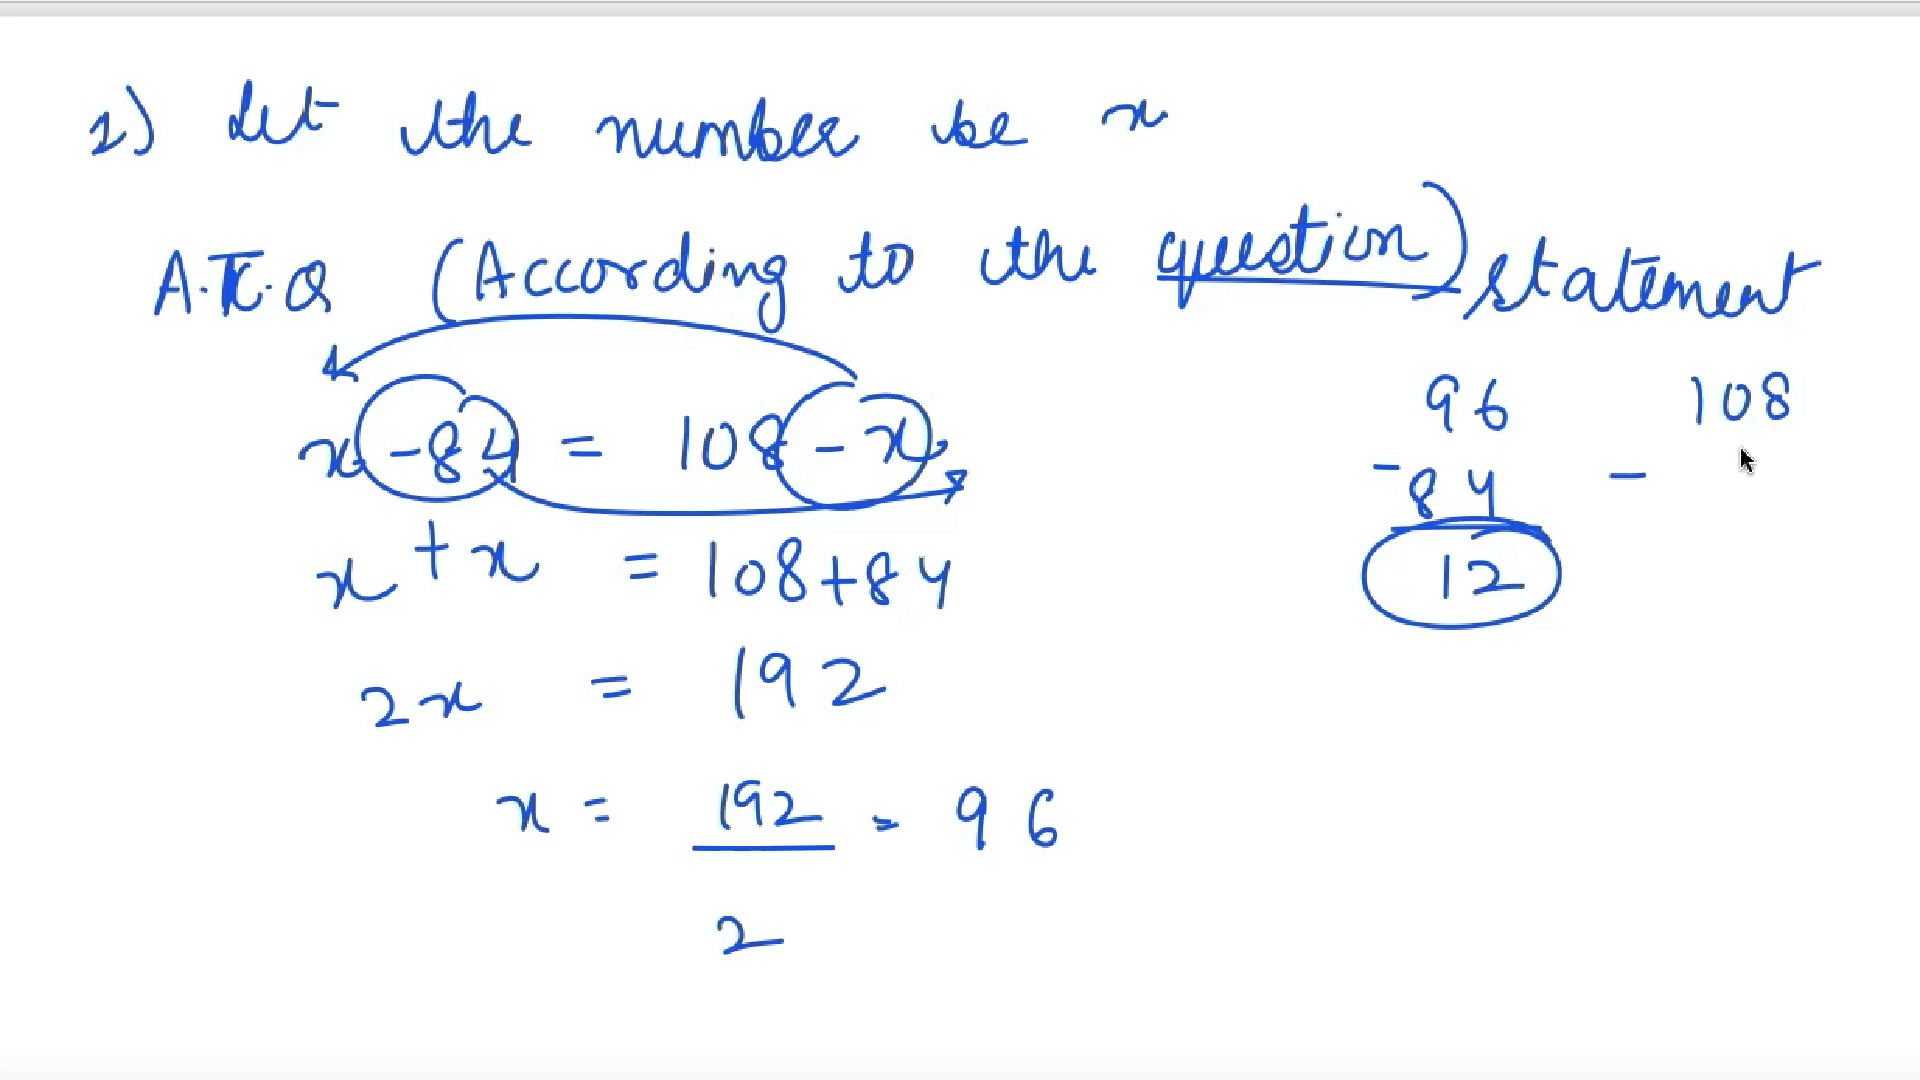 1) Let the number be x
A.T.Q (According to the question) statement
x - 84 = 108 - x
x + x = 108 + 84
2x = 192
x = 192/2 = 96
96 - 108
- 84
12